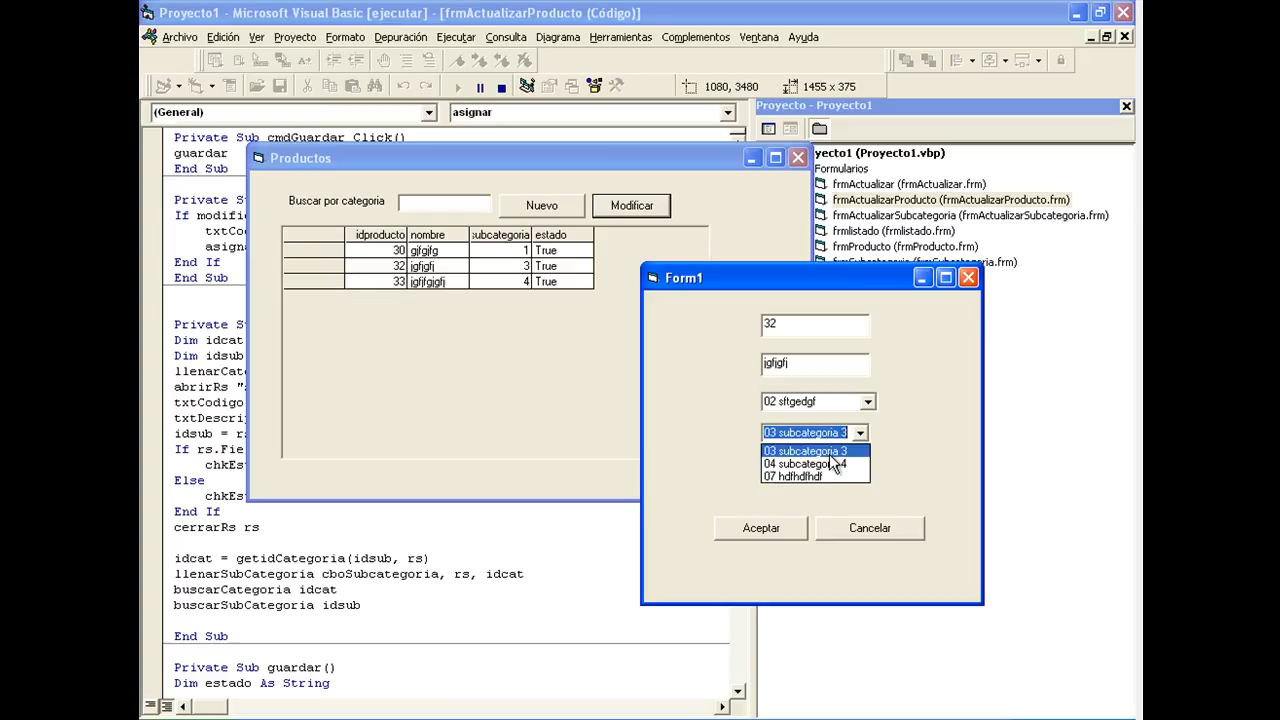 Proyecto1 - Microsoft Visual Basic [ejecutar] - [frmActualizarProducto (Código)]
Archivo Edición Ver Proyecto Formato Depuración Ejecutar Consulta Diagrama Herramientas Complementos Ventana Ayuda
1080, 3480 1455 x 375
(General) asignar
Proyecto - Proyecto1
Private Sub cmdGuardar_Click()
guardar
End Sub
Private S
If modifi
txtCo
asign
End If
End Sub
Private S
Dim idcat
Dim idsub
llenarCat
abrirRs "
txtCodigo
txtDescri
idsub = r
If rs.Fie
chkEs
Else
chkEs
End If
cerrarRs rs
idcat = getidCategoria(idsub, rs)
llenarSubCategoria cboSubcategoria, rs, idcat
buscarCategoria idcat
buscarSubCategoria idsub
End Sub
Private Sub guardar()
Dim estado As String
Productos
Buscar por categoria Nuevo Modificar
idproducto nombre subcategoria estado
30 gjfgjfg 1 True
32 jgfjgfj 3 True
33 jgfjfgjgfj 4 True
yecto1 (Proyecto1.vbp)
Formularios
frmActualizar (frmActualizar.frm)
frmActualizarProducto (frmActualizarProducto.frm)
frmActualizarSubcategoria (frmActualizarSubcategoria.frm)
frmlistado (frmlistado.frm)
frmProducto (frmProducto.frm)
Form1
32
jgfjgfj
02 sftgedgf
03 subcategoria 3
03 subcategoria 3
04 subcategoria 4
07 hdfhdfhdf
Aceptar Cancelar